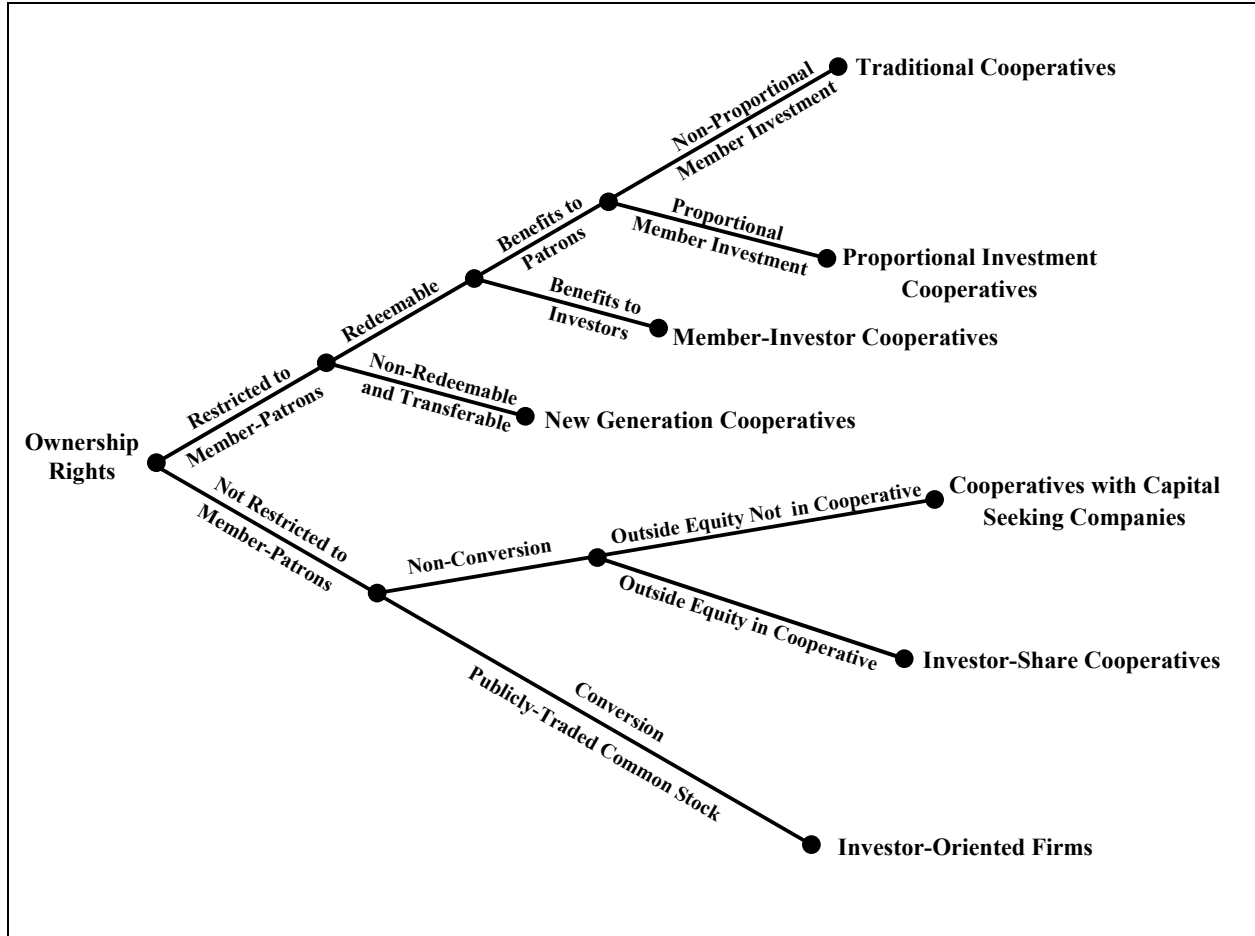 Non-Proportional
Member Investment
Traditional Cooperatives
Benefits to
Patrons
Proportional
Member Investment
Proportional Investment
Cooperatives
Redeemable
Benefits to
Investors
Member-Investor Cooperatives
Restricted to
Member-Patrons
Non-Redeemable
and Transferable
New Generation Cooperatives
Ownership
Rights
Not Restricted to
Member-Patrons
Non-Conversion
Outside Equity Not in Cooperative
Cooperatives with Capital
Seeking Companies
Outside Equity in Cooperative
Investor-Share Cooperatives
Conversion
Publicly-Traded Common Stock
Investor-Oriented Firms